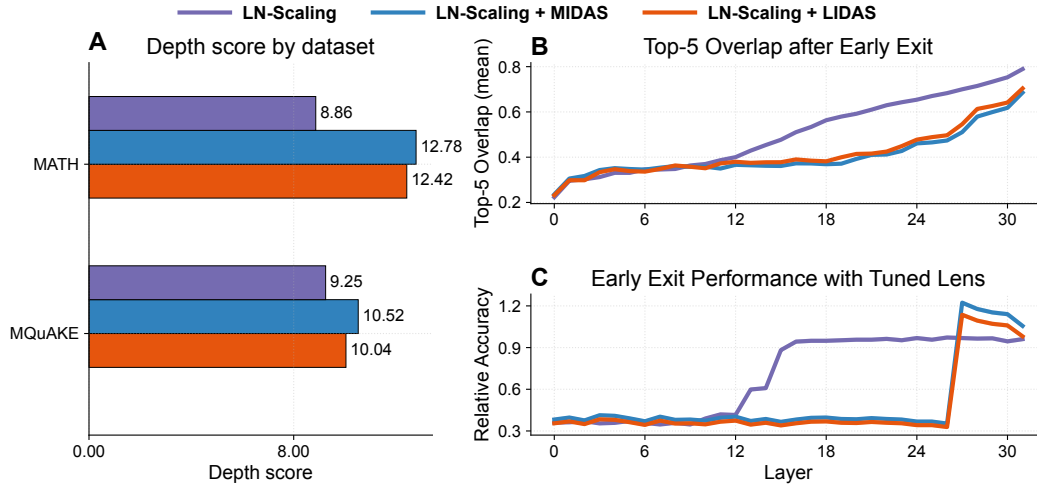 LN-Scaling LN-Scaling + MIDAS LN-Scaling + LIDAS
A Depth score by dataset
MATH
8.86
12.78
12.42
MQuAKE
9.25
10.52
10.04
0.00 8.00
Depth score
B Top-5 Overlap after Early Exit
Top-5 Overlap (mean)
0.8
0.6
0.4
0.2
0 6 12 18 24 30
C Early Exit Performance with Tuned Lens
Relative Accuracy
1.2
0.9
0.6
0.3
0 6 12 18 24 30
Layer